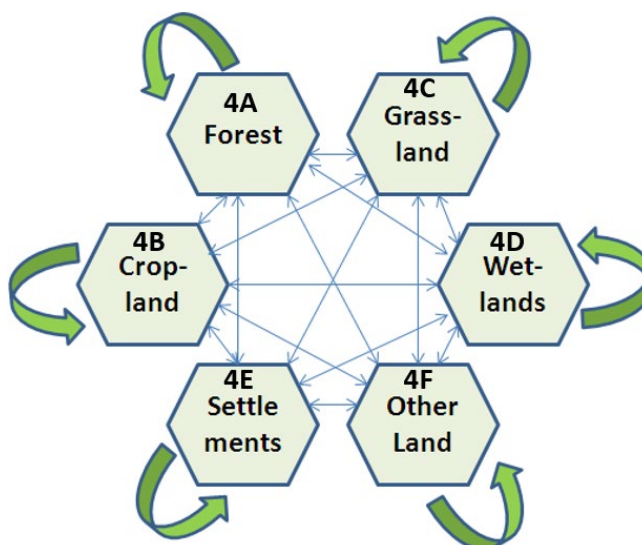 4A
Forest
4C
Grass-
land
4B
Crop-
land
4D
Wet-
lands
4E
Settle
ments
4F
Other
Land